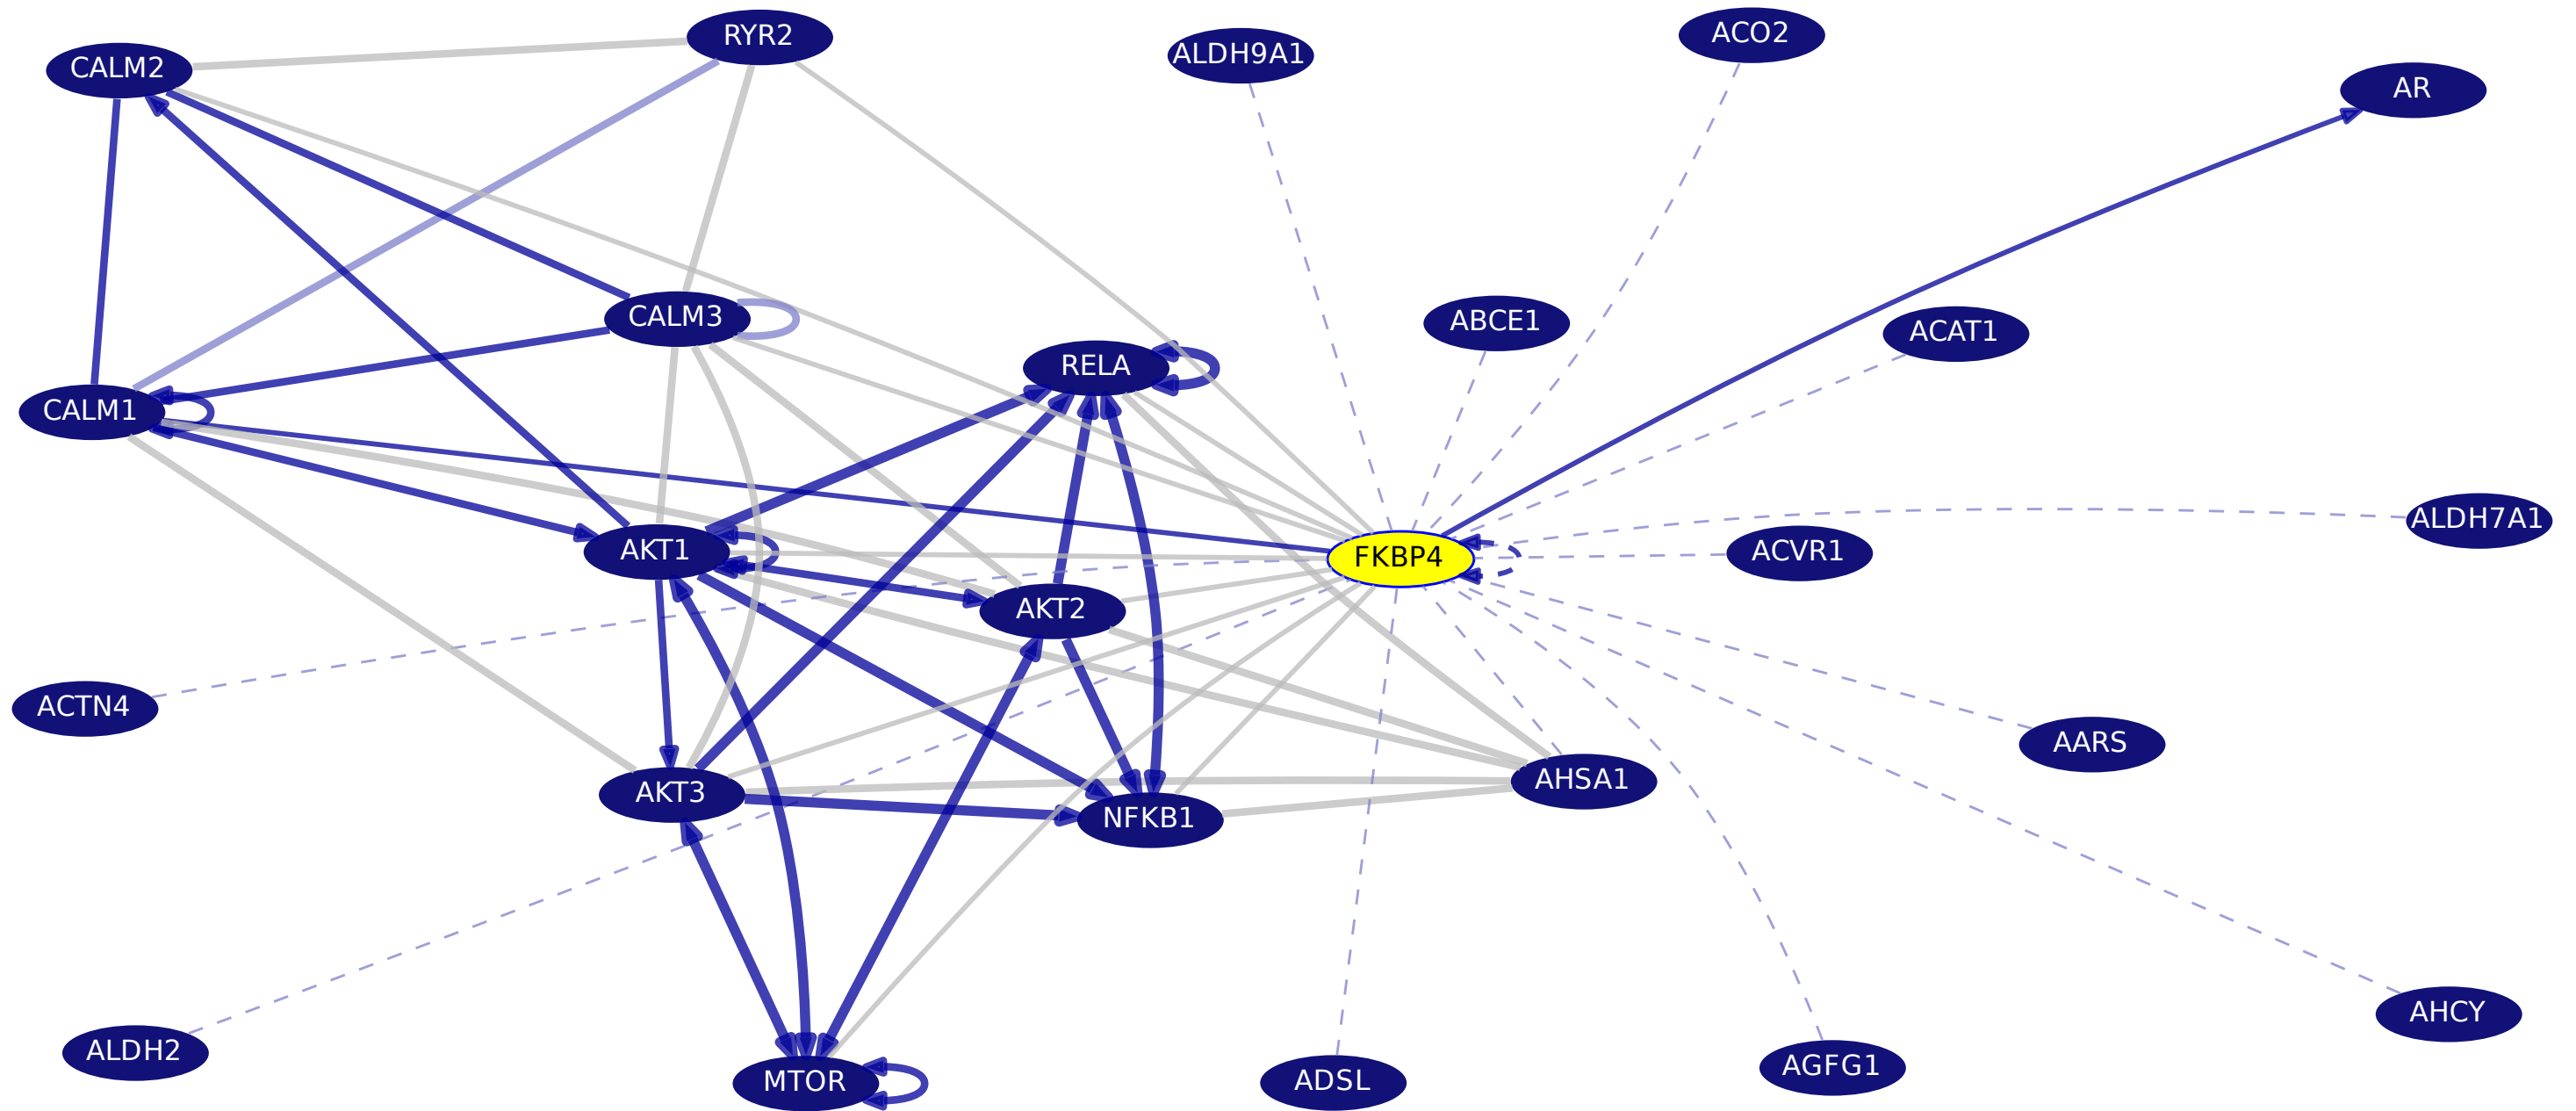 RYR2
ACO2
ALDH9A1
CALM2
AR
CALM3
ABCE1
ACAT1
RELA
CALM1
ALDH7A1
AKT1
ACVR1
FKBP4
AKT2
ACTN4
AARS
AHSA1
AKT3
NFKB1
AHCY
ALDH2
AGFG1
MTOR
ADSL